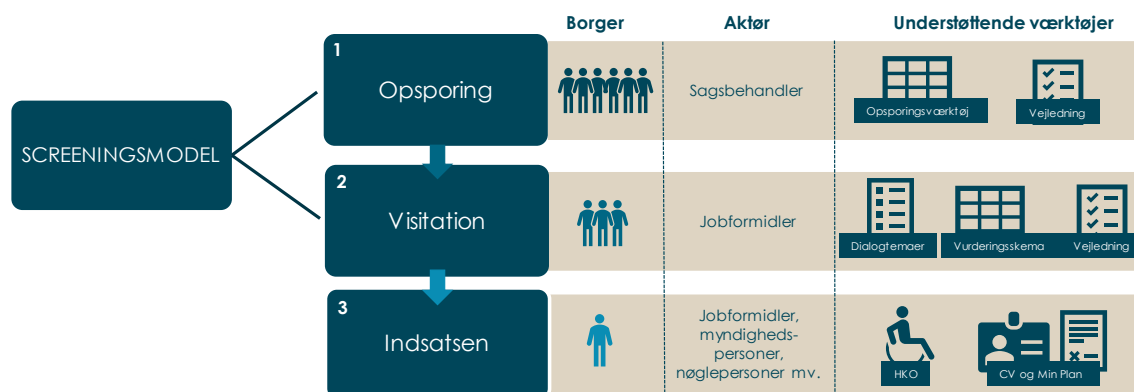 Borger
Aktør
Understøttende værktøjer
SCREENINGSMODEL
1
Opsporing
Sagsbehandler
Opsporingsværktøj
Vejledning
2
Visitation
Jobformidler
Dialogtemaer
Vurderingsskema
Vejledning
3
Indsatsen
Jobformidler,
myndigheds-
personer,
nøglepersoner mv.
HKO
CV og Min Plan